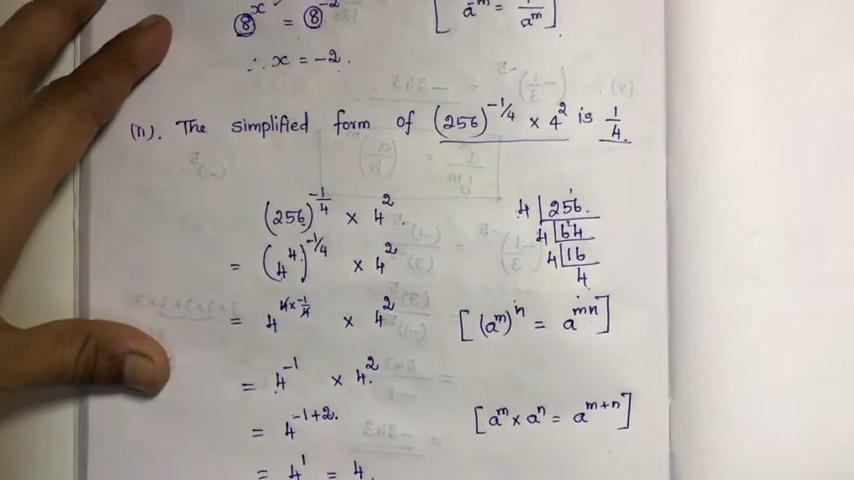 8^x = 8^-2 [a^-m = 1/a^m].
∴ x = -2.
(vi). The simplified form of (256)^-1/4 × 4^2 is 1/4.
(256)^-1/4 × 4^2 4 | 256.
= (4^4)^-1/4 × 4^2 4 | 64
4 | 16
4
= 4^4×-1/4 × 4^2 [(a^m)^n = a^mn]
= 4^-1 × 4^2.
= 4^-1+2. [a^m × a^n = a^m+n]
= 4^1 = 4.